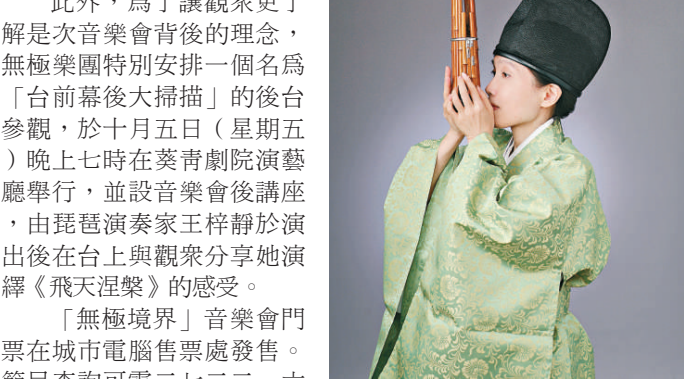 此外，爲了讓觀衆更了
解是次音樂會背後的理念，
無極樂團特別安排一個名爲
「台前幕後大掃描」的後台
參觀，於十月五日（星期五
）晚上七時在葵靑劇院演藝
廳舉行，並設音樂會後講座
，由琵琶演奏家王梓靜於演
出後在台上與觀衆分享她演
繹《飛天涅槃》的感受。
「無極境界」音樂會門
票在城市電腦售票處發售。